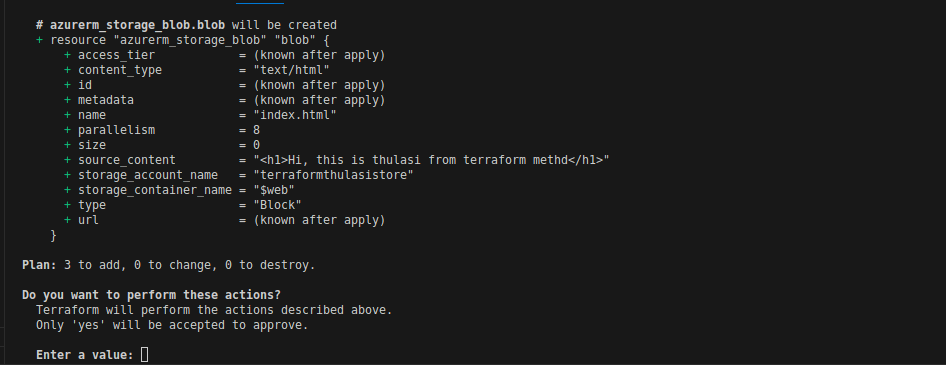 # azurerm_storage_blob.blob will be created
+ resource "azurerm_storage_blob" "blob" {
+ access_tier = (known after apply)
+ content_type = "text/html"
+ id = (known after apply)
+ metadata = (known after apply)
+ name = "index.html"
+ parallelism = 8
+ size = 0
+ source_content = "<h1>Hi, this is thulasi from terraform methd</h1>"
+ storage_account_name = "terraformthulasistore"
+ storage_container_name = "$web"
+ type = "Block"
+ url = (known after apply)
}
Plan: 3 to add, 0 to change, 0 to destroy.
Do you want to perform these actions?
Terraform will perform the actions described above.
Only 'yes' will be accepted to approve.
Enter a value: